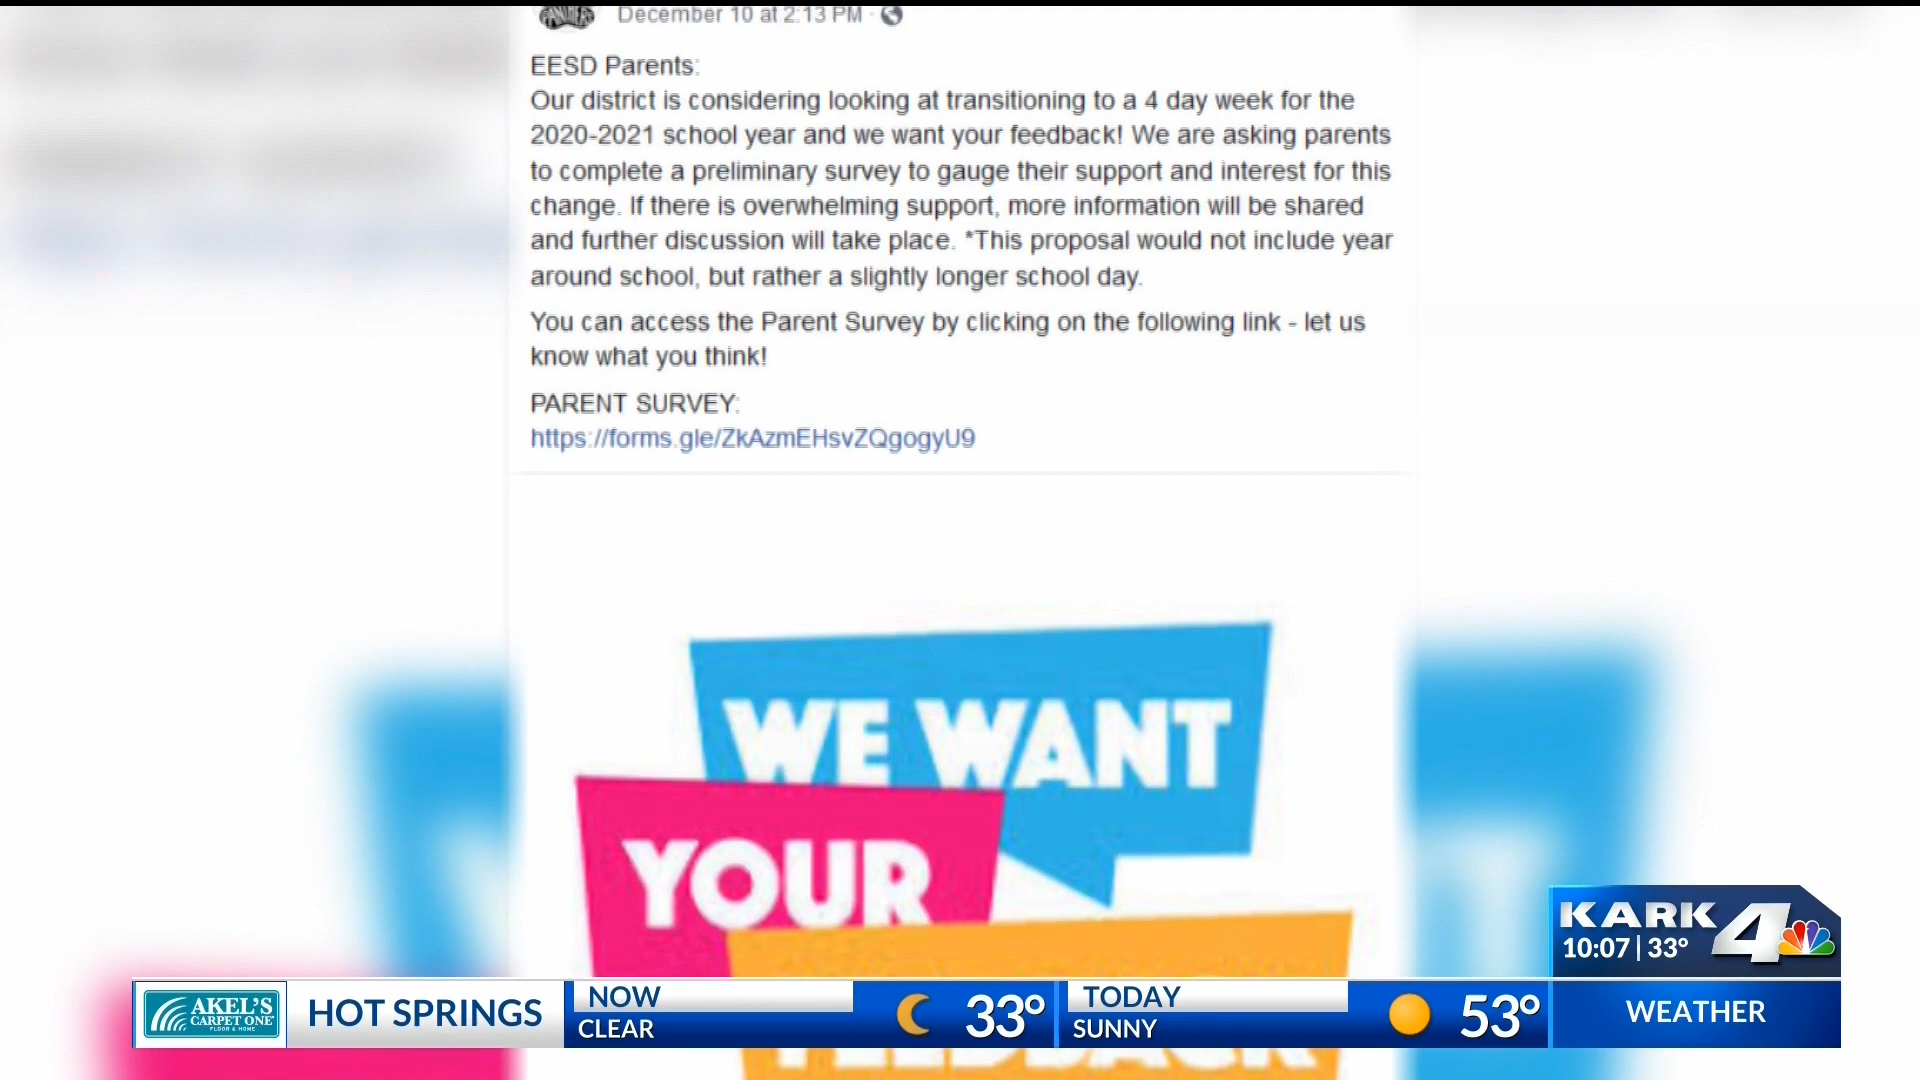 PANTHERS
December 10 at 2:13 PM ·
EESD Parents:
Our district is considering looking at transitioning to a 4 day week for the
2020-2021 school year and we want your feedback! We are asking parents
to complete a preliminary survey to gauge their support and interest for this
change. If there is overwhelming support, more information will be shared
and further discussion will take place. *This proposal would not include year
around school, but rather a slightly longer school day.
You can access the Parent Survey by clicking on the following link - let us
know what you think!
PARENT SURVEY:
https://forms.gle/ZkAzmEHsvZQgogyU9
WE WANT
YOUR
FEEDBACK
KARK 4
10:07 | 33°
AKEL'S
CARPET ONE
FLOOR & HOME
HOT SPRINGS
NOW
CLEAR
33°
TODAY
SUNNY
53°
WEATHER